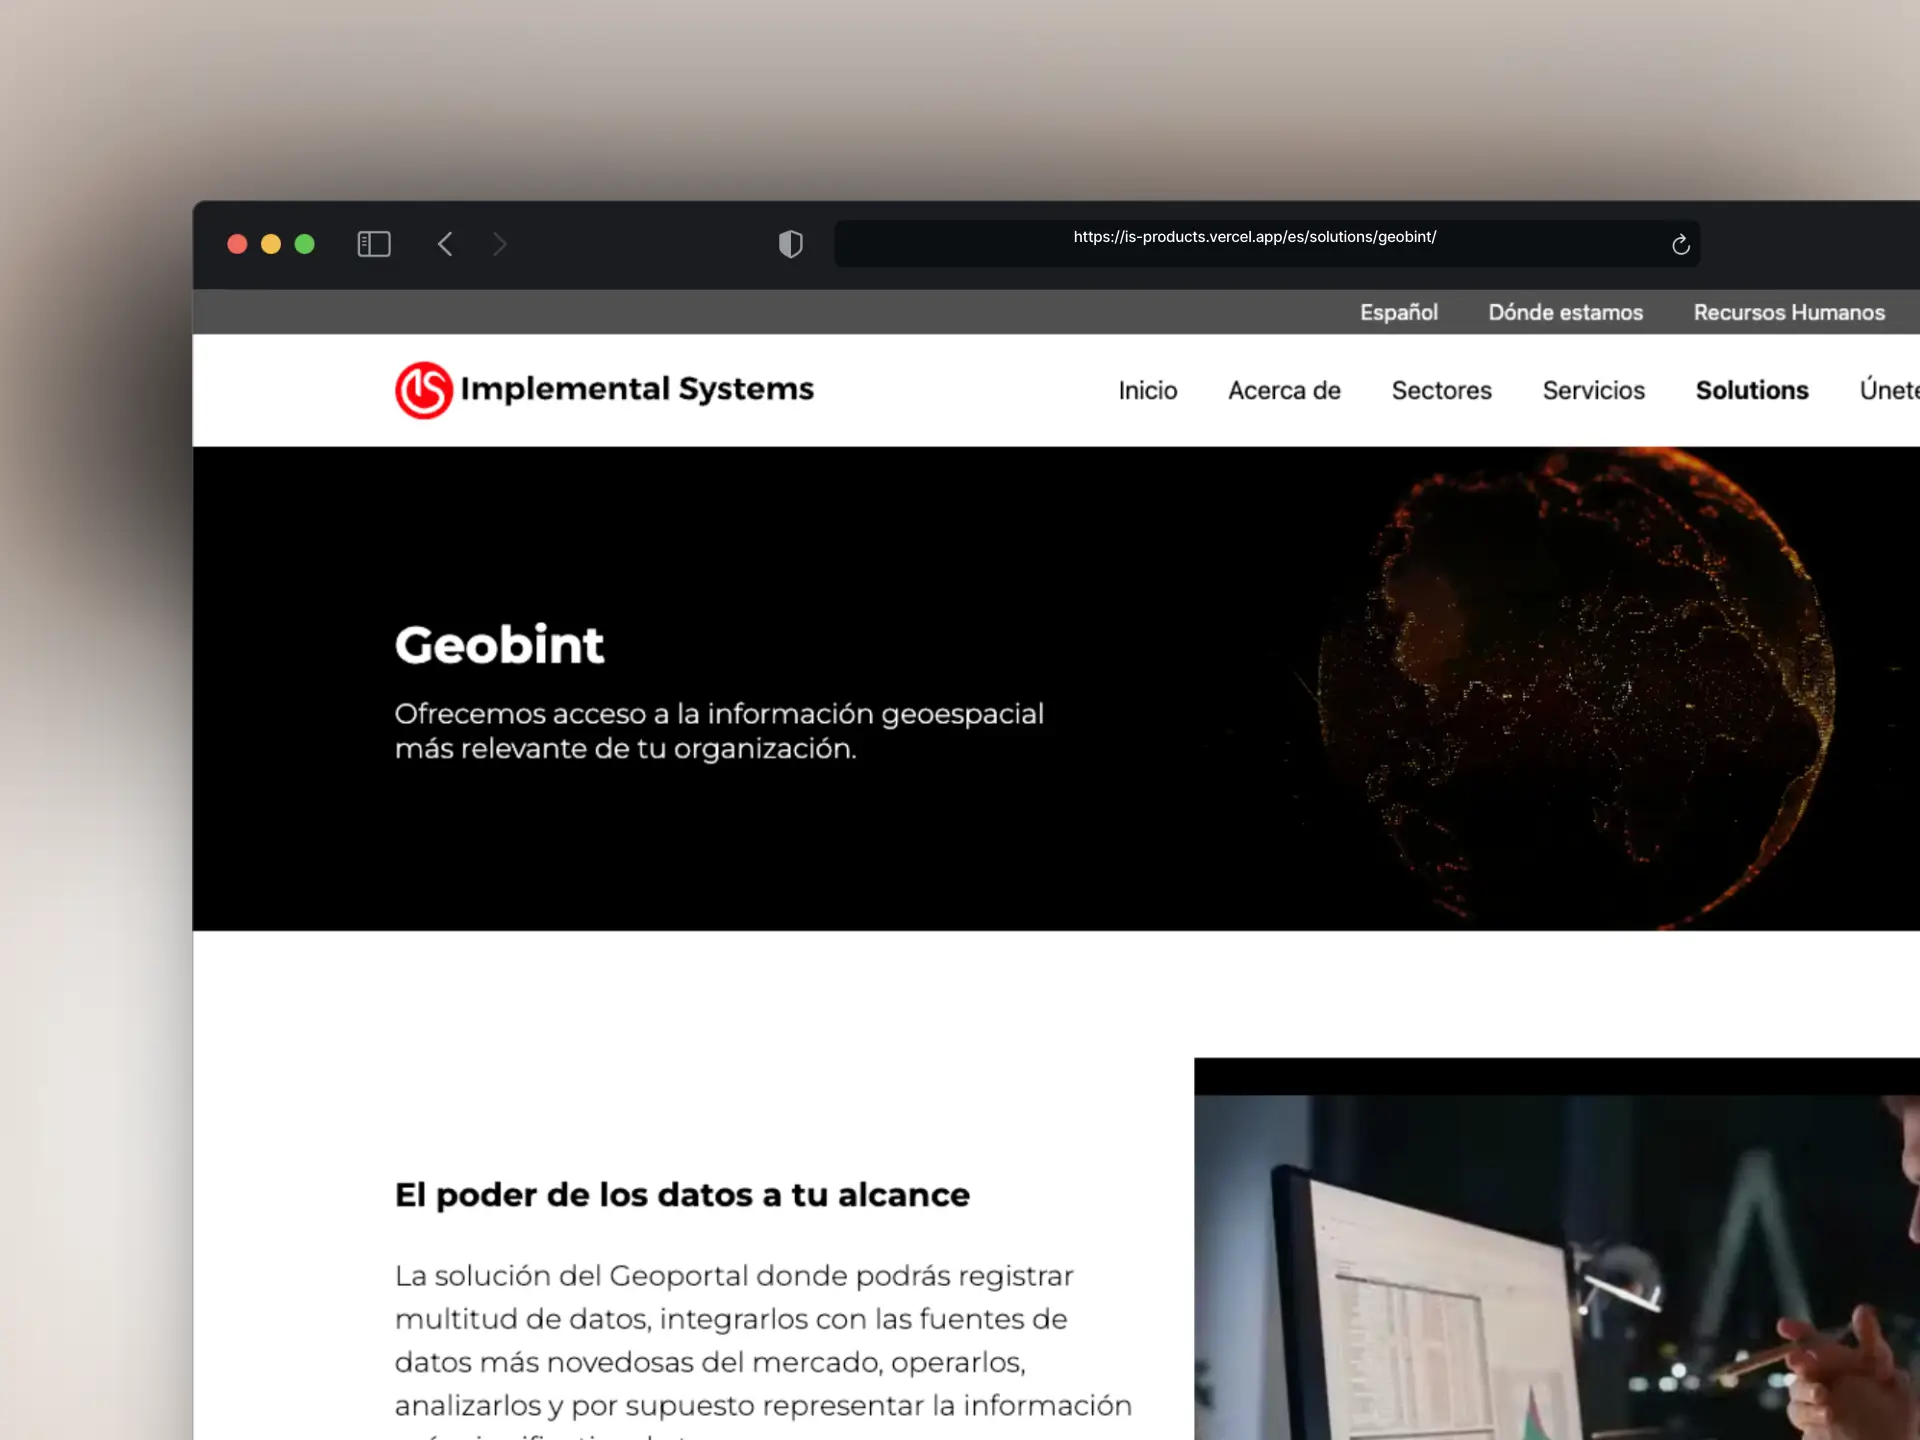 https://is-products.vercel.app/es/solutions/geobint/
Español Dónde estamos Recursos Humanos
Implemental Systems Inicio Acerca de Sectores Servicios Solutions
Geobint
Ofrecemos acceso a la información geoespacial
más relevante de tu organización.
El poder de los datos a tu alcance
La solución del Geoportal donde podrás registrar
multitud de datos, integrarlos con las fuentes de
datos más novedosas del mercado, operarlos,
analizarlos y por supuesto representar la información